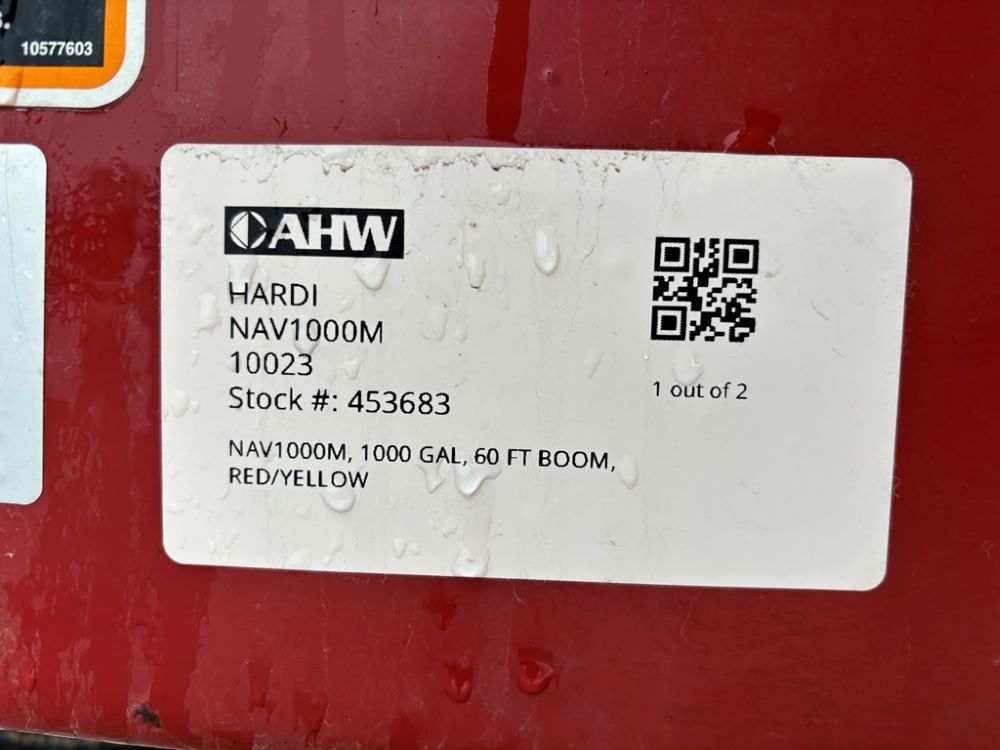 10577603
AHW
HARDI
NAV1000M
10023
Stock #: 453683
1 out of 2
NAV1000M, 1000 GAL, 60 FT BOOM,
RED/YELLOW